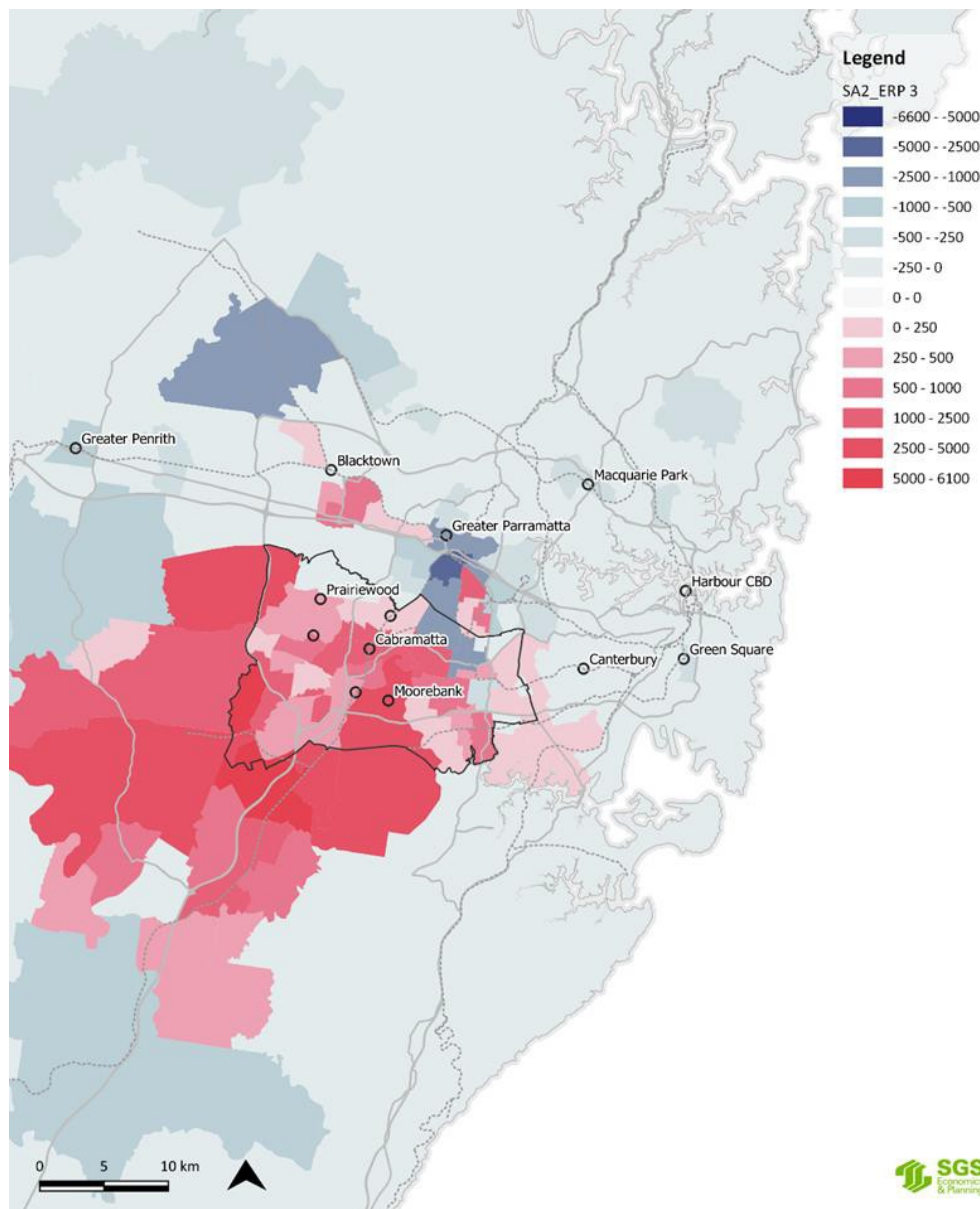 Legend
SA2_ERP 3
-6600 - -5000
-5000 - -2500
-2500 - -1000
-1000 - -500
-500 - -250
-250 - 0
0 - 0
0 - 250
250 - 500
500 - 1000
1000 - 2500
2500 - 5000
5000 - 6100
Greater Penrith
Blacktown
Macquarie Park
Greater Parramatta
Harbour CBD
Prairiewood
Cabramatta
Canterbury
Green Square
Moorebank
0 5 10 km
SGS
Economics
& Planning